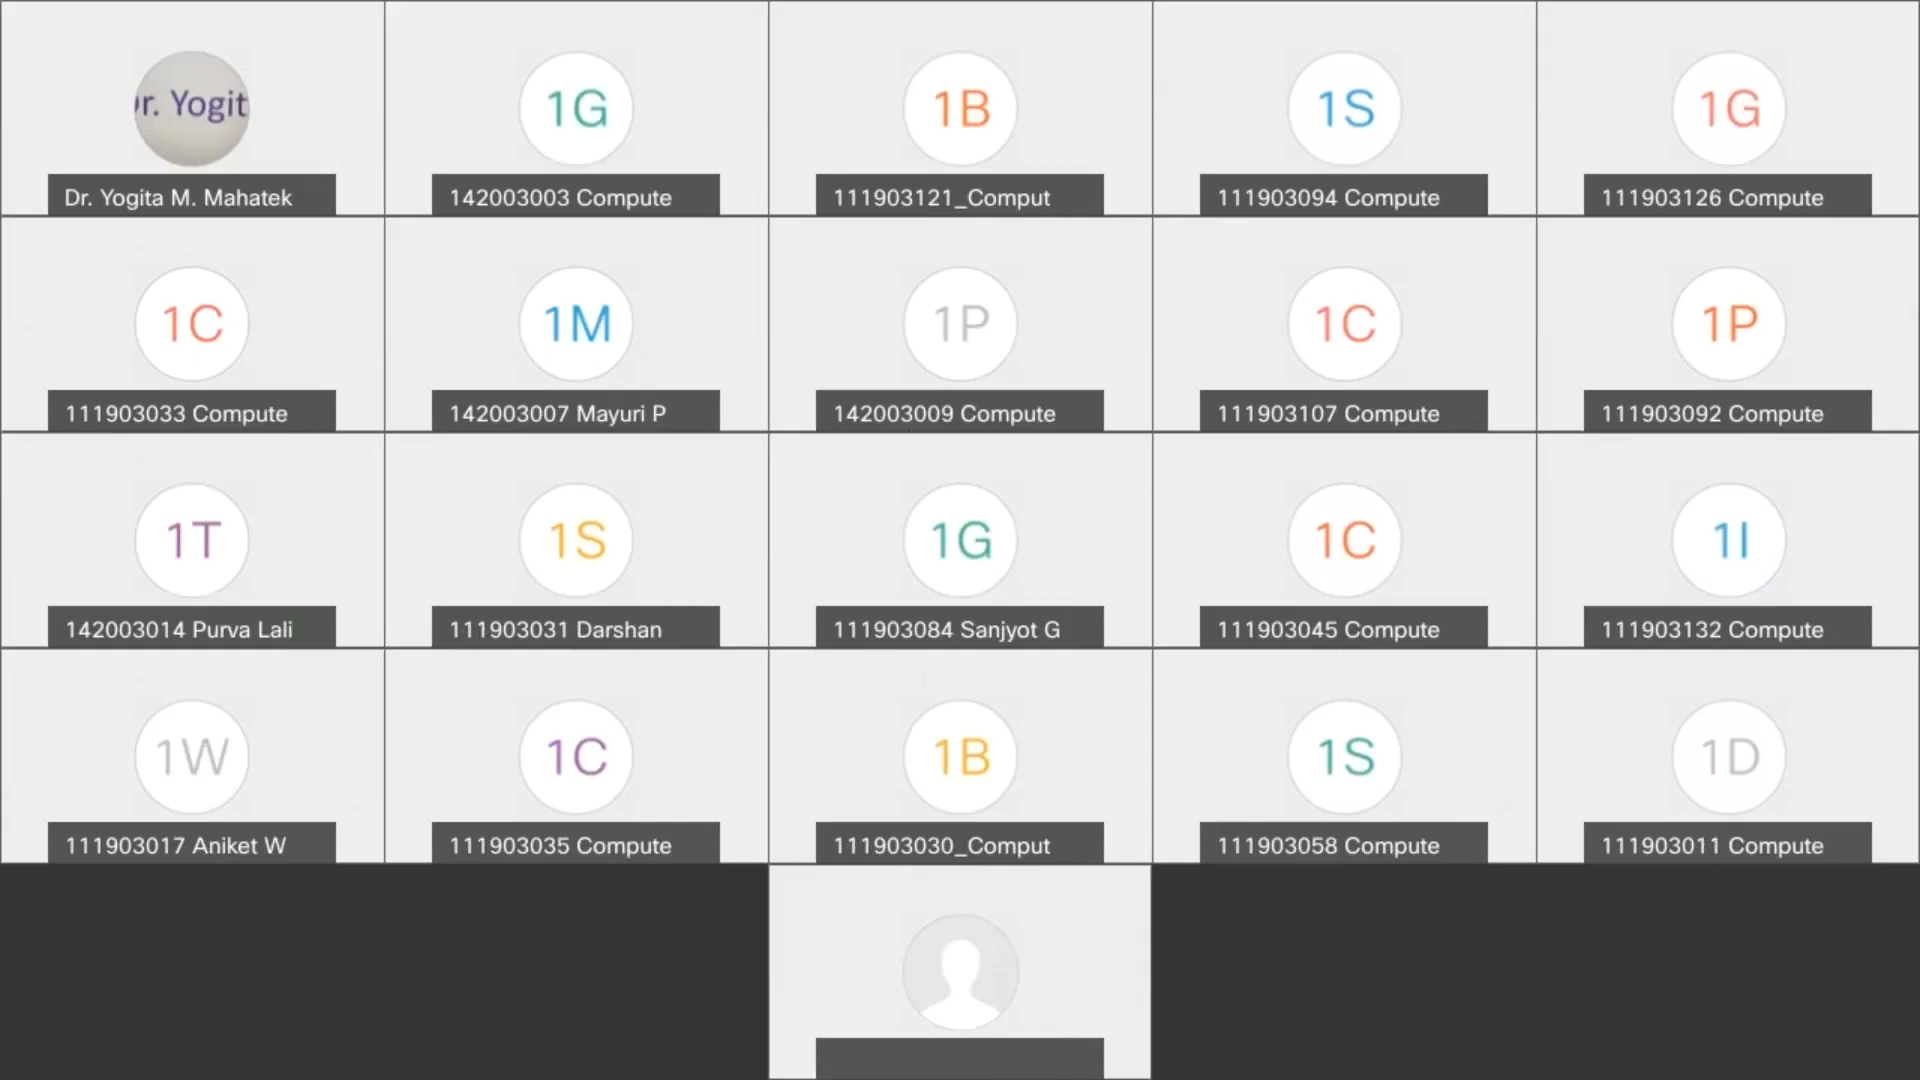 r. Yogit
Dr. Yogita M. Mahatek
1G
142003003 Compute
1B
111903121_Comput
1S
111903094 Compute
1G
111903126 Compute
1C
111903033 Compute
1M
142003007 Mayuri P
1P
142003009 Compute
1C
111903107 Compute
1P
111903092 Compute
1T
142003014 Purva Lali
1S
111903031 Darshan
1G
111903084 Sanjyot G
1C
111903045 Compute
1I
111903132 Compute
1W
111903017 Aniket W
1C
111903035 Compute
1B
111903030_Comput
1S
111903058 Compute
1D
111903011 Compute